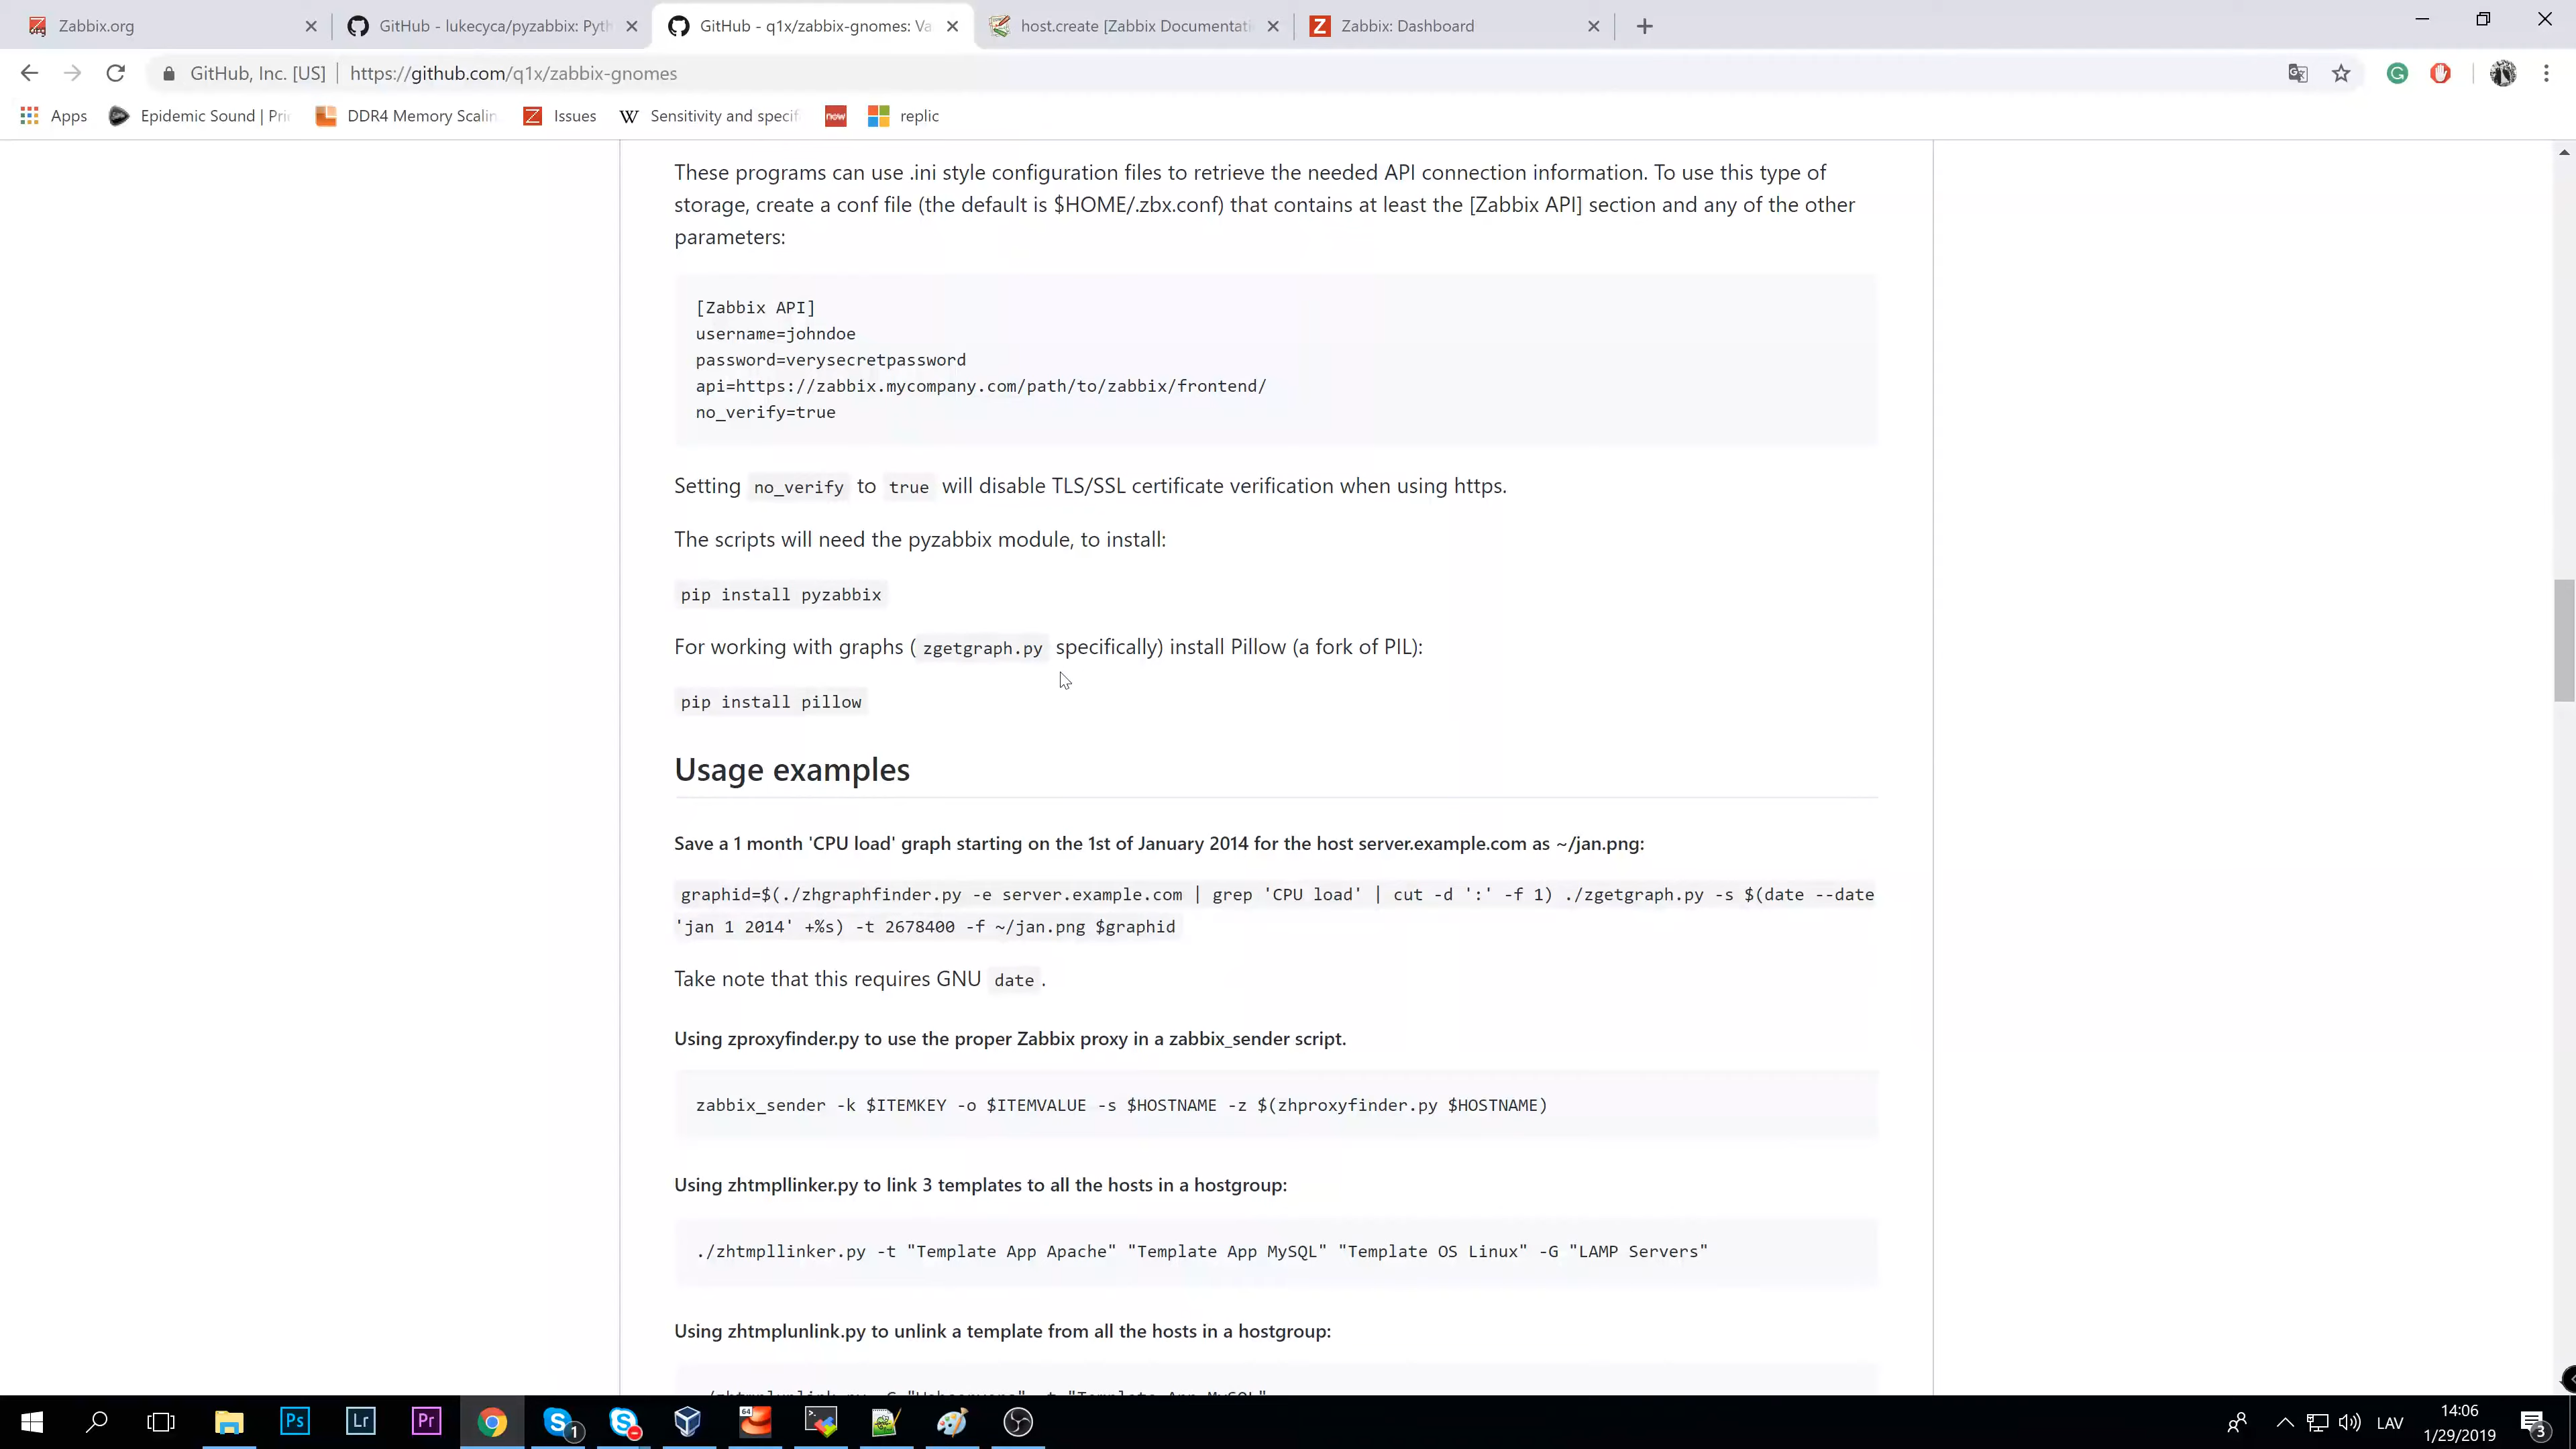 Zabbix.org
GitHub - lukecyca/pyzabbix: Pyth
GitHub - q1x/zabbix-gnomes: Va
host.create [Zabbix Documentati
Zabbix: Dashboard
GitHub, Inc. [US] | https://github.com/q1x/zabbix-gnomes
Apps
Epidemic Sound | Pri
DDR4 Memory Scalin
Issues
Sensitivity and specif
now
replic
These programs can use .ini style configuration files to retrieve the needed API connection information. To use this type of
storage, create a conf file (the default is $HOME/.zbx.conf) that contains at least the [Zabbix API] section and any of the other
parameters:
[Zabbix API]
username=johndoe
password=verysecretpassword
api=https://zabbix.mycompany.com/path/to/zabbix/frontend/
no_verify=true
Setting no_verify to true will disable TLS/SSL certificate verification when using https.
The scripts will need the pyzabbix module, to install:
pip install pyzabbix
For working with graphs ( zgetgraph.py specifically) install Pillow (a fork of PIL):
pip install pillow
Usage examples
Save a 1 month 'CPU load' graph starting on the 1st of January 2014 for the host server.example.com as ~/jan.png:
graphid=$(./zhgraphfinder.py -e server.example.com | grep 'CPU load' | cut -d ':' -f 1) ./zgetgraph.py -s $(date --date
'jan 1 2014' +%s) -t 2678400 -f ~/jan.png $graphid
Take note that this requires GNU date .
Using zproxyfinder.py to use the proper Zabbix proxy in a zabbix_sender script.
zabbix_sender -k $ITEMKEY -o $ITEMVALUE -s $HOSTNAME -z $(zhproxyfinder.py $HOSTNAME)
Using zhtmpllinker.py to link 3 templates to all the hosts in a hostgroup:
./zhtmpllinker.py -t "Template App Apache" "Template App MySQL" "Template OS Linux" -G "LAMP Servers"
Using zhtmplunlink.py to unlink a template from all the hosts in a hostgroup:
Ps
Lr
Pr
1
64
LAV
14:06
1/29/2019
3